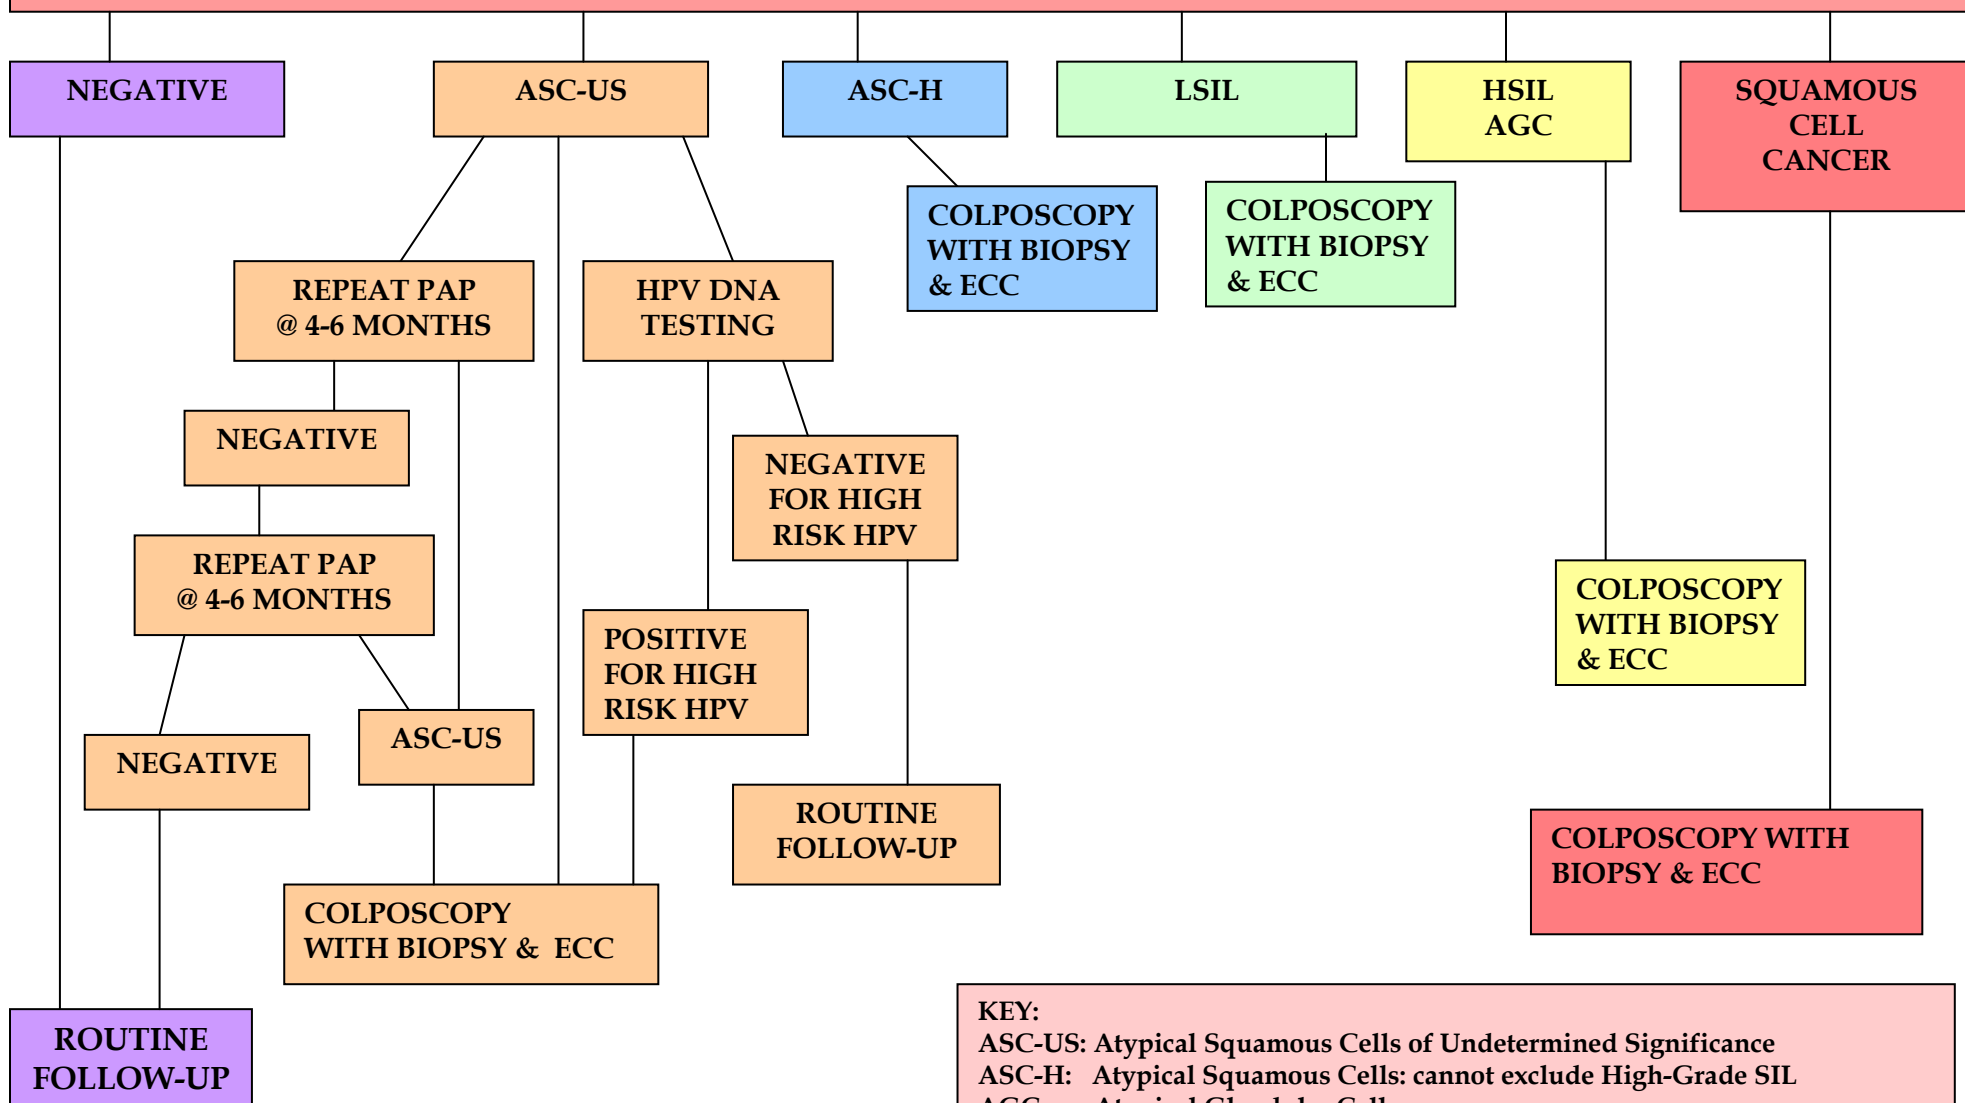 NEGATIVE
ASC-US
ASC-H
LSIL
HSIL
AGC
SQUAMOUS
CELL
CANCER
COLPOSCOPY
WITH BIOPSY
& ECC
COLPOSCOPY
WITH BIOPSY
& ECC
REPEAT PAP
@ 4-6 MONTHS
HPV DNA
TESTING
NEGATIVE
NEGATIVE
FOR HIGH
RISK HPV
REPEAT PAP
@ 4-6 MONTHS
COLPOSCOPY
WITH BIOPSY
& ECC
POSITIVE
FOR HIGH
RISK HPV
ASC-US
NEGATIVE
ROUTINE
FOLLOW-UP
COLPOSCOPY WITH
BIOPSY & ECC
COLPOSCOPY
WITH BIOPSY &  ECC
ROUTINE
FOLLOW-UP
KEY:
ASC-US: Atypical Squamous Cells of Undetermined Significance
ASC-H:   Atypical Squamous Cells: cannot exclude High-Grade SIL